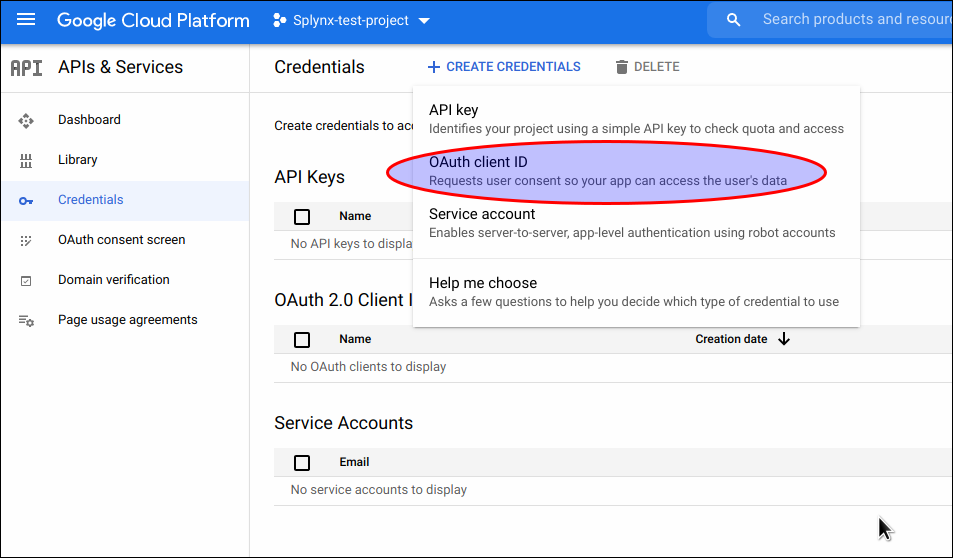 Google Cloud Platform Splynx-test-project Search products and resour
API APIs & Services
Dashboard
Library
Credentials
OAuth consent screen
Domain verification
Page usage agreements
Credentials + CREATE CREDENTIALS DELETE
Create credentials to acc
API key
Identifies your project using a simple API key to check quota and access
OAuth client ID
Requests user consent so your app can access the user's data
Service account
Enables server-to-server, app-level authentication using robot accounts
Help me choose
Asks a few questions to help you decide which type of credential to use
API Keys
Name
No API keys to displa
OAuth 2.0 Client I
Name Creation date
No OAuth clients to display
Service Accounts
Email
No service accounts to display